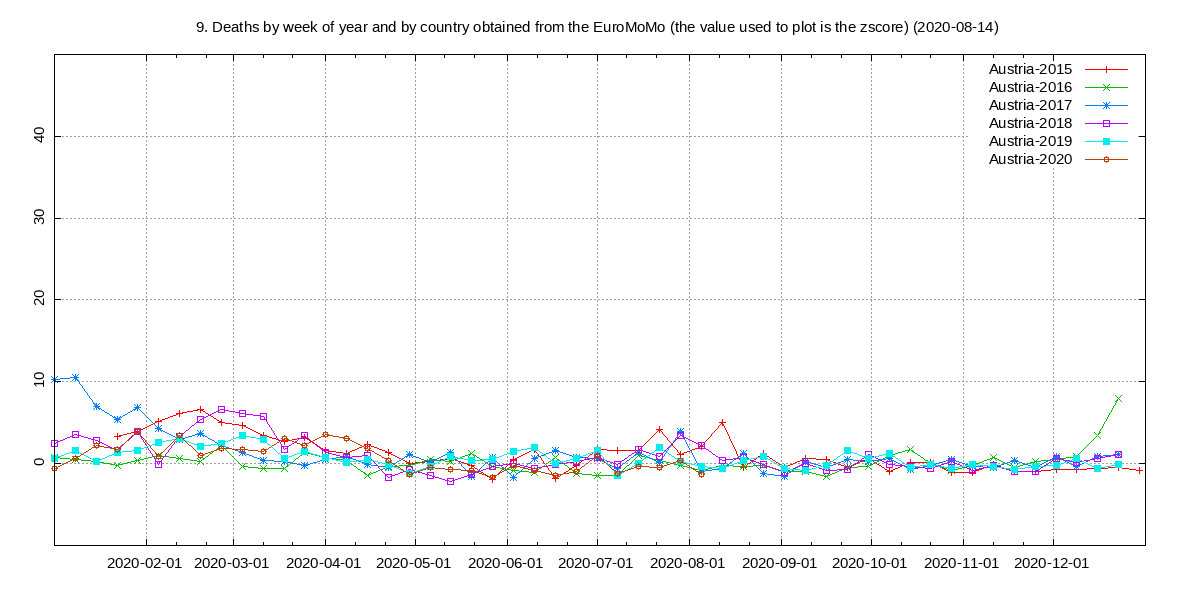 9. Deaths by week of year and by country obtained from the EuroMoMo (the value used to plot is the zscore) (2020-08-14)
Austria-2015
Austria-2016
Austria-2017
Austria-2018
Austria-2019
Austria-2020
40
30
20
10
0
2020-02-01 2020-03-01 2020-04-01 2020-05-01 2020-06-01 2020-07-01 2020-08-01 2020-09-01 2020-10-01 2020-11-01 2020-12-01